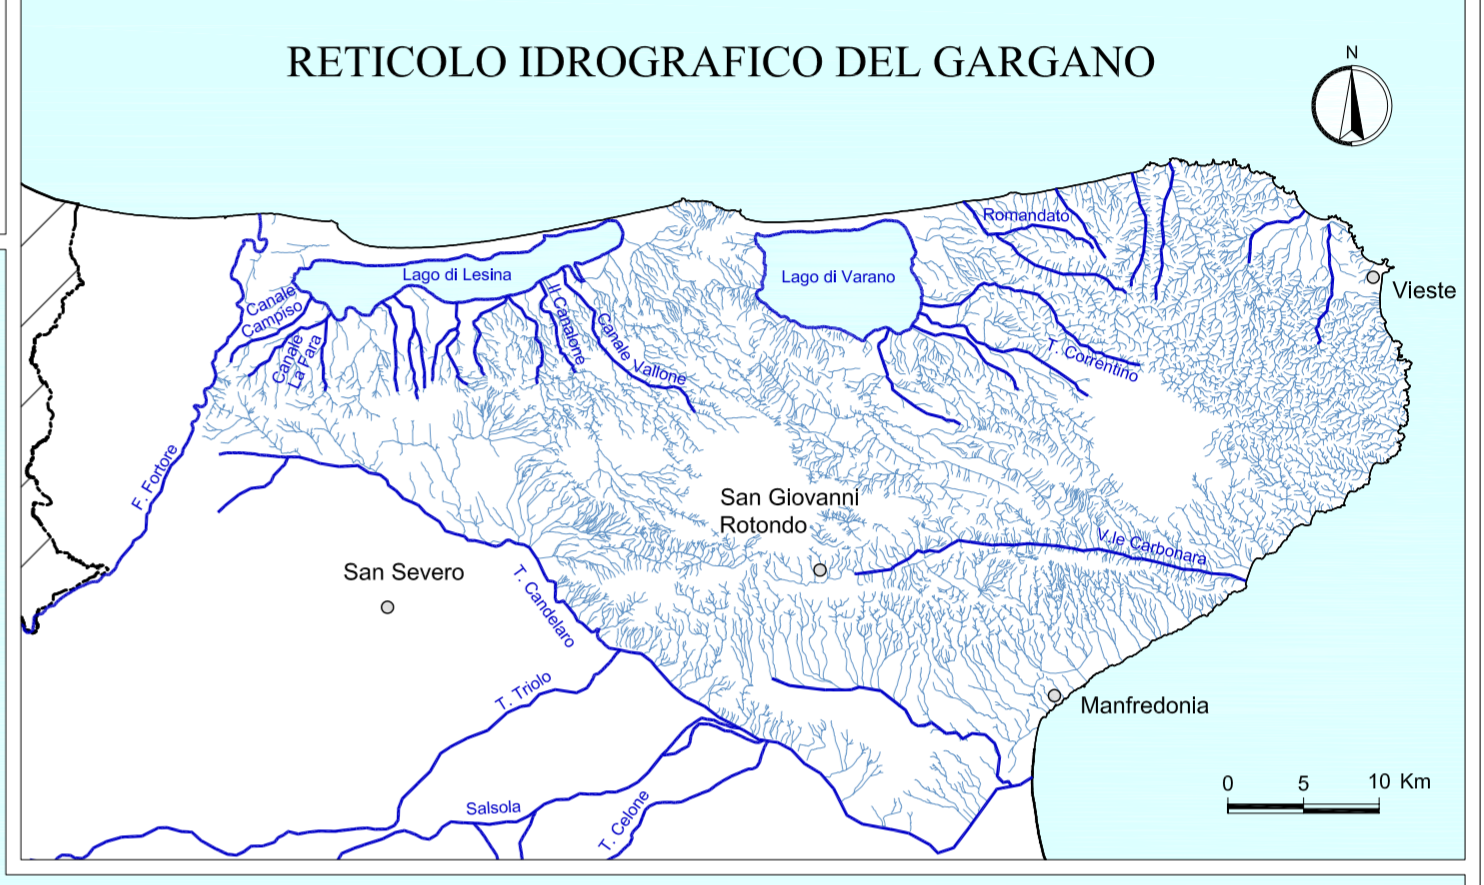 RETICOLO IDROGRAFICO DEL GARGANO
N
Romandato
Lago di Lesina
Lago di Varano
Vieste
Canale
Campiso
Canale
La Fara
Il Canalone
Canale Vallone
T. Correntino
F. Fortore
San Giovanni
Rotondo
V.le Carbonara
San Severo
T. Candelaro
T. Triolo
Manfredonia
Salsola
T. Celone
0 5 10 Km